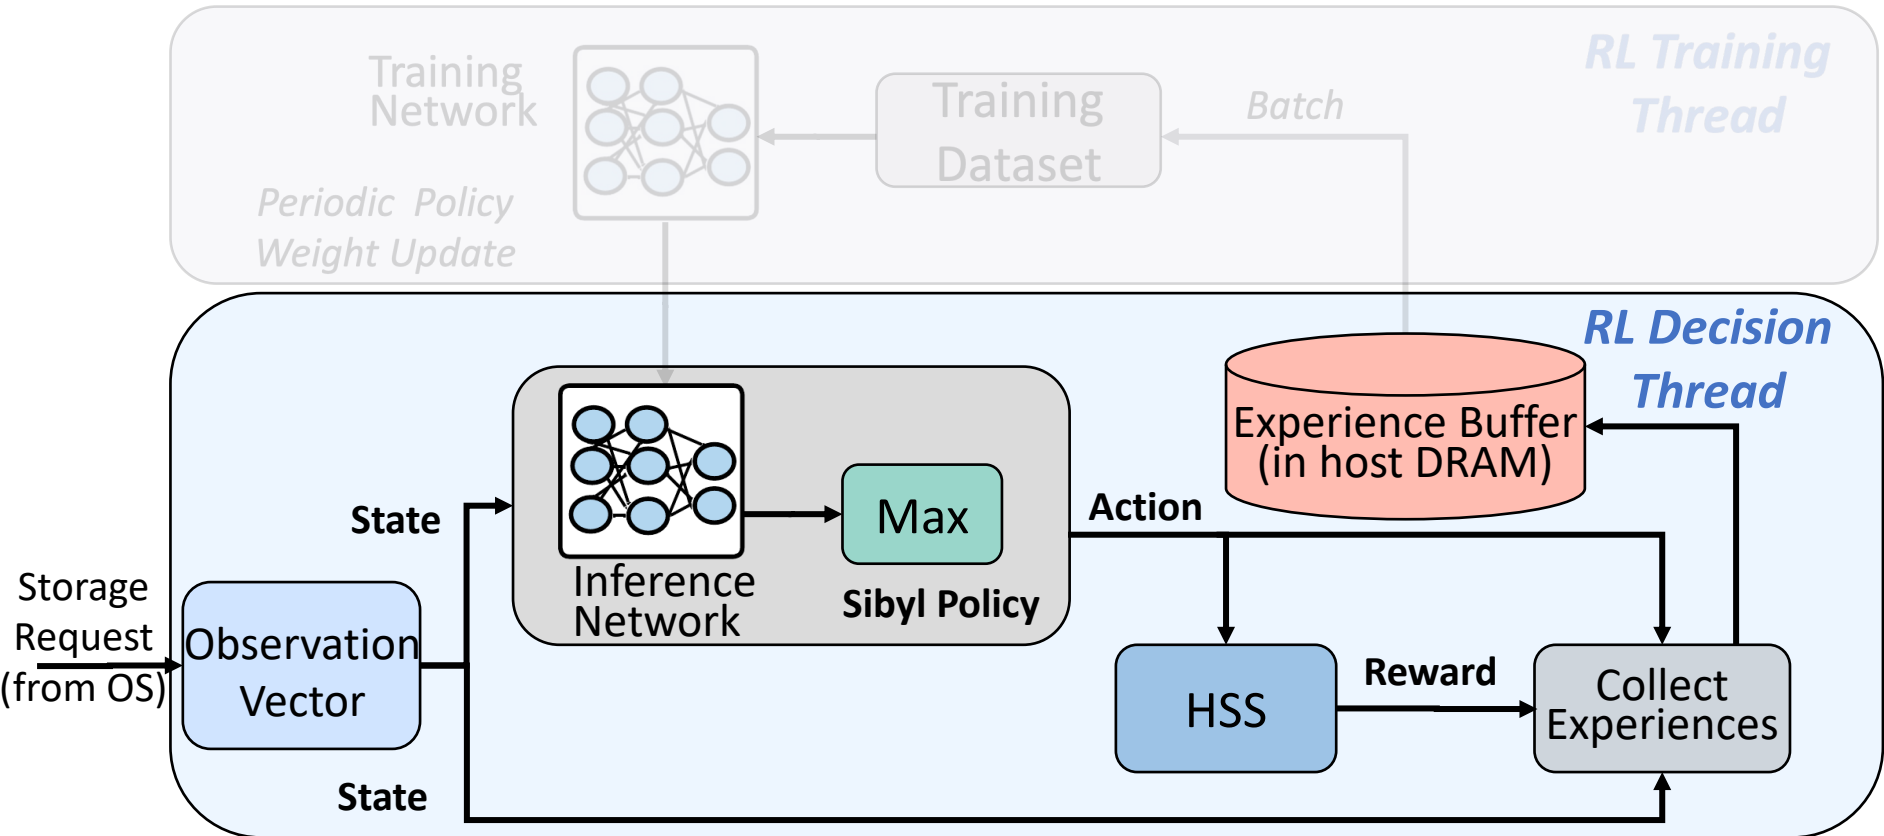 RL Training
Thread
Training
Network
Training
Dataset
Batch
Periodic Policy
Weight Update
RL Decision
Thread
Experience Buffer
(in host DRAM)
State
Inference
Network
Max
Sibyl Policy
Action
Storage
Request
(from OS)
Observation
Vector
HSS
Reward
Collect
Experiences
State